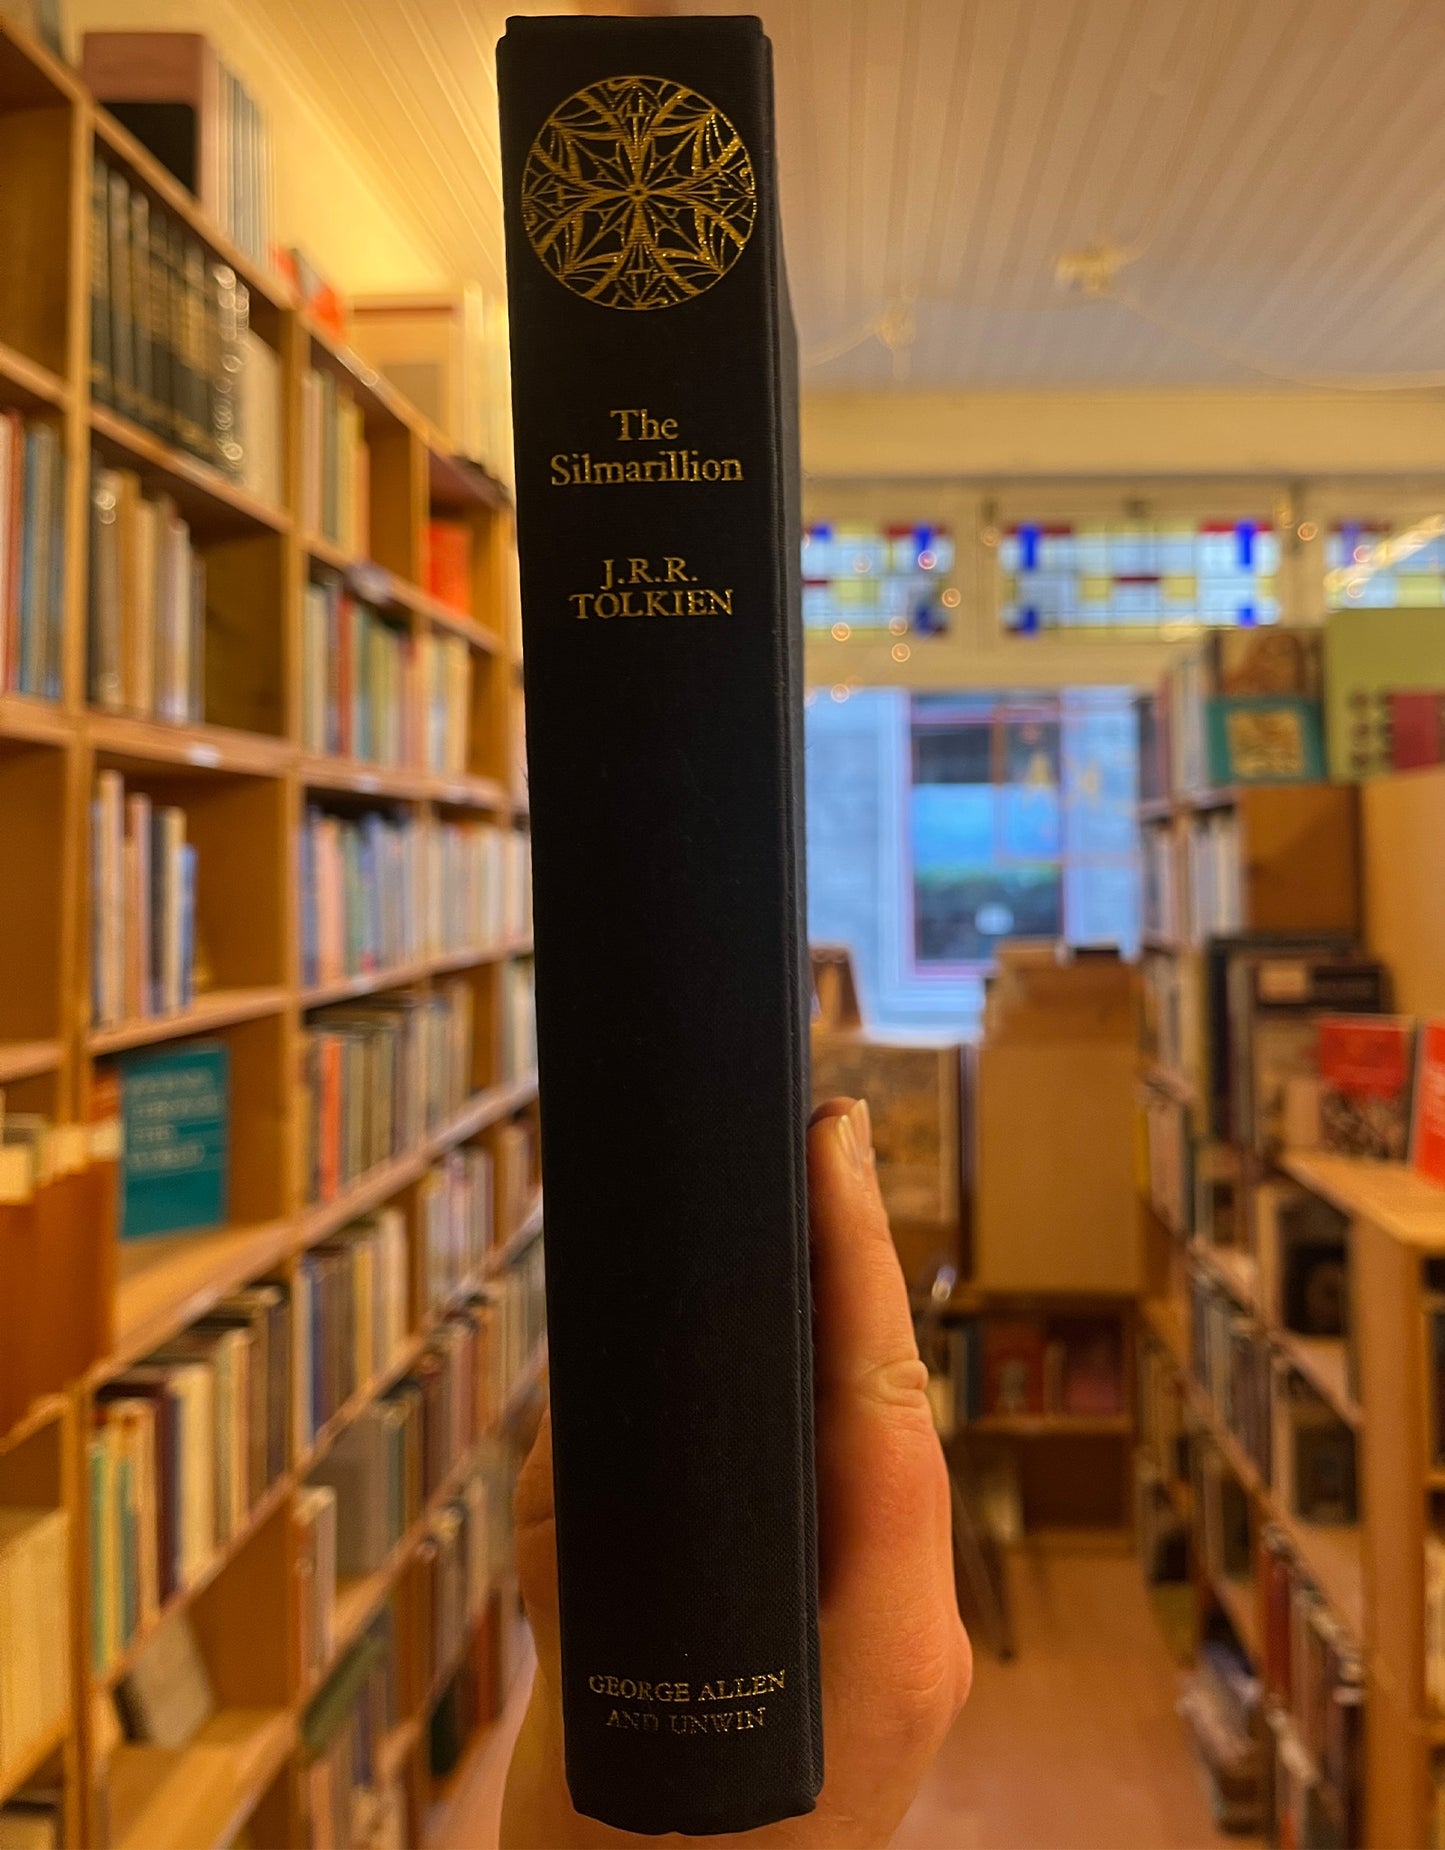 The
Silmarillion
J.R.R.
TOLKIEN
GEORGE ALLEN
AND UNWIN